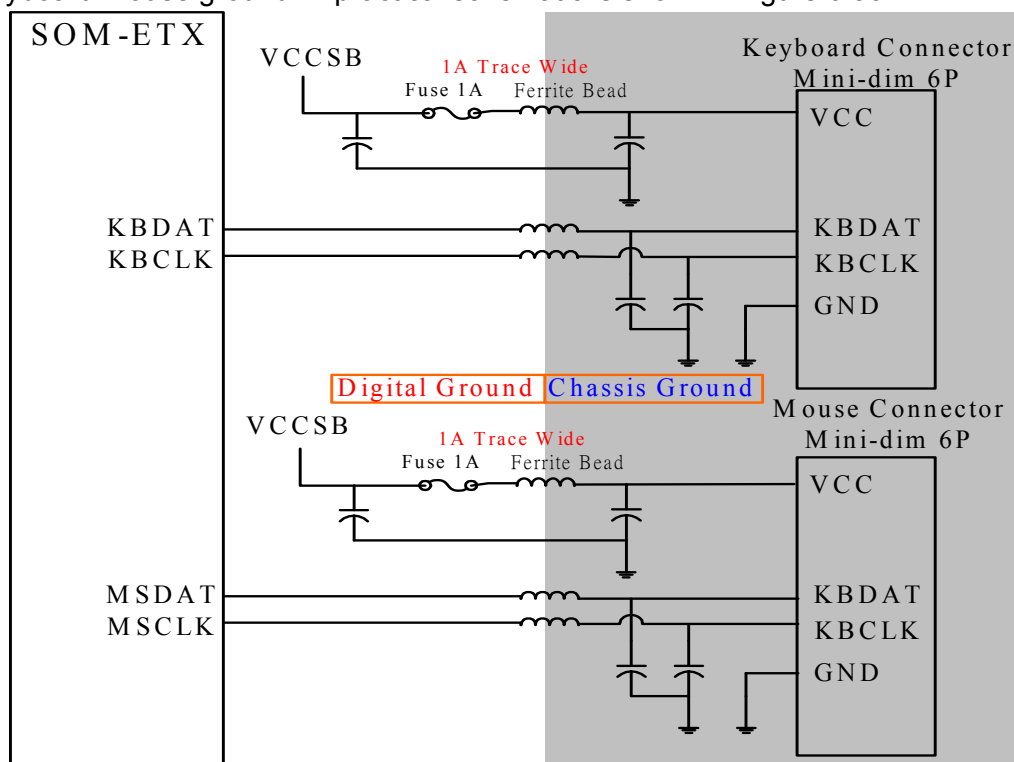 SOM-ETX
VCCSB
1A Trace Wide
Fuse 1A Ferrite Bead
Keyboard Connector
Mini-dim 6P
VCC
KBDAT
KBCLK
KBDAT
KBCLK
GND
Digital Ground Chassis Ground
VCCSB
1A Trace Wide
Fuse 1A Ferrite Bead
Mouse Connector
Mini-dim 6P
VCC
MSDAT
MSCLK
KBDAT
KBCLK
GND